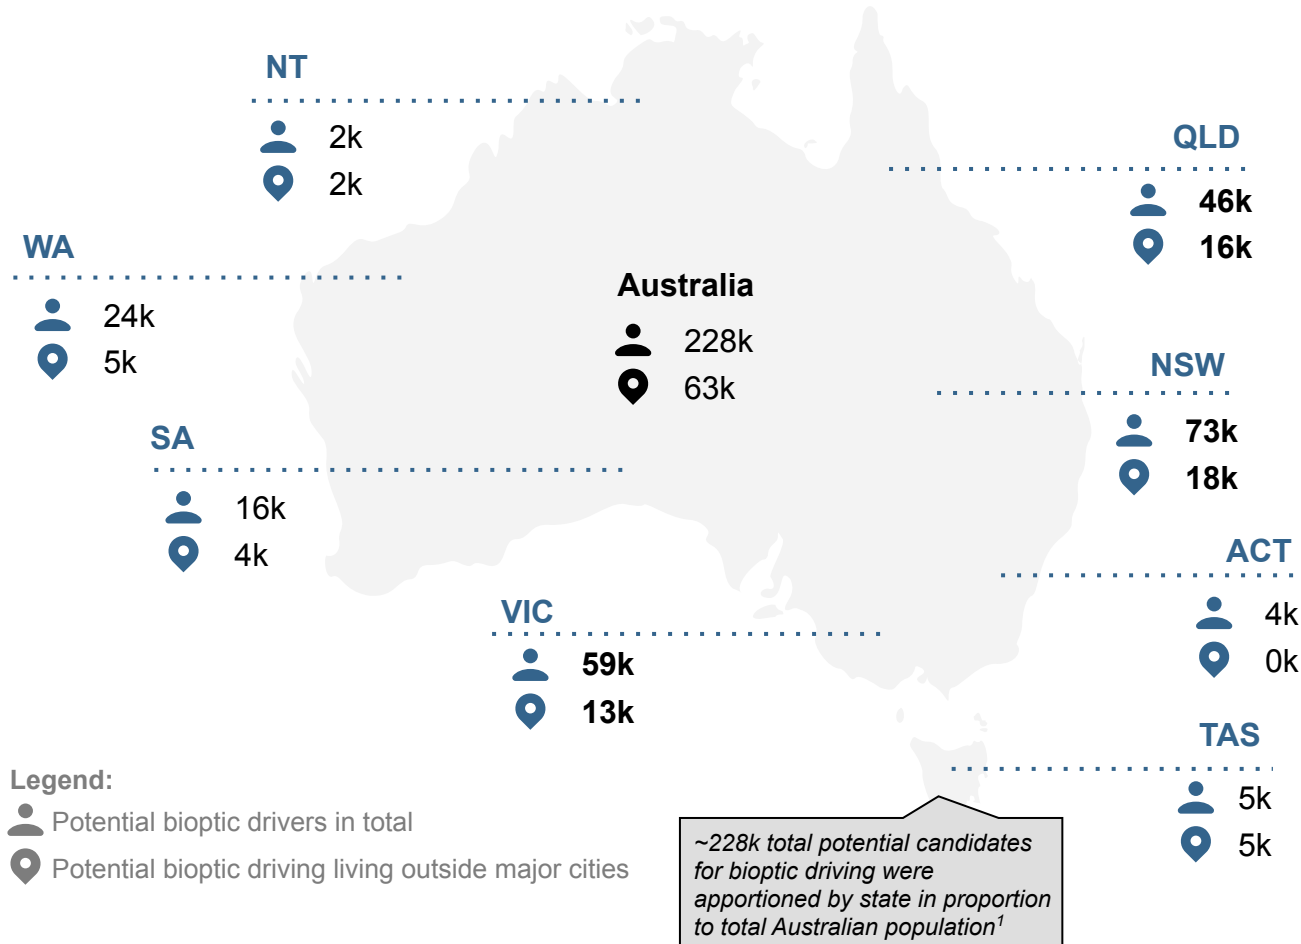 NT
2k
2k
QLD
46k
16k
WA
24k
5k
Australia
228k
63k
NSW
73k
18k
SA
16k
4k
ACT
4k
0k
VIC
59k
13k
TAS
5k
5k
Legend:
Potential bioptic drivers in total
Potential bioptic driving living outside major cities
~228k total potential candidates
for bioptic driving were
apportioned by state in proportion
to total Australian population¹